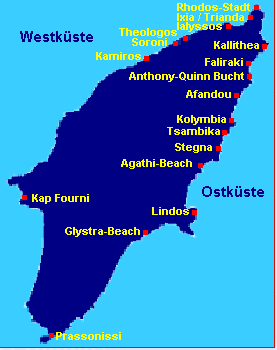 Rhodos-Stadt
Ixia / Trianda
Ialyssos
Westküste
Theologos
Soroni
Kallithea
Kamiros
Faliraki
Anthony-Quinn Bucht
Afandou
Kolymbia
Tsambika
Stegna
Agathi-Beach
Kap Fourni
Ostküste
Lindos
Glystra-Beach
Prassonissi